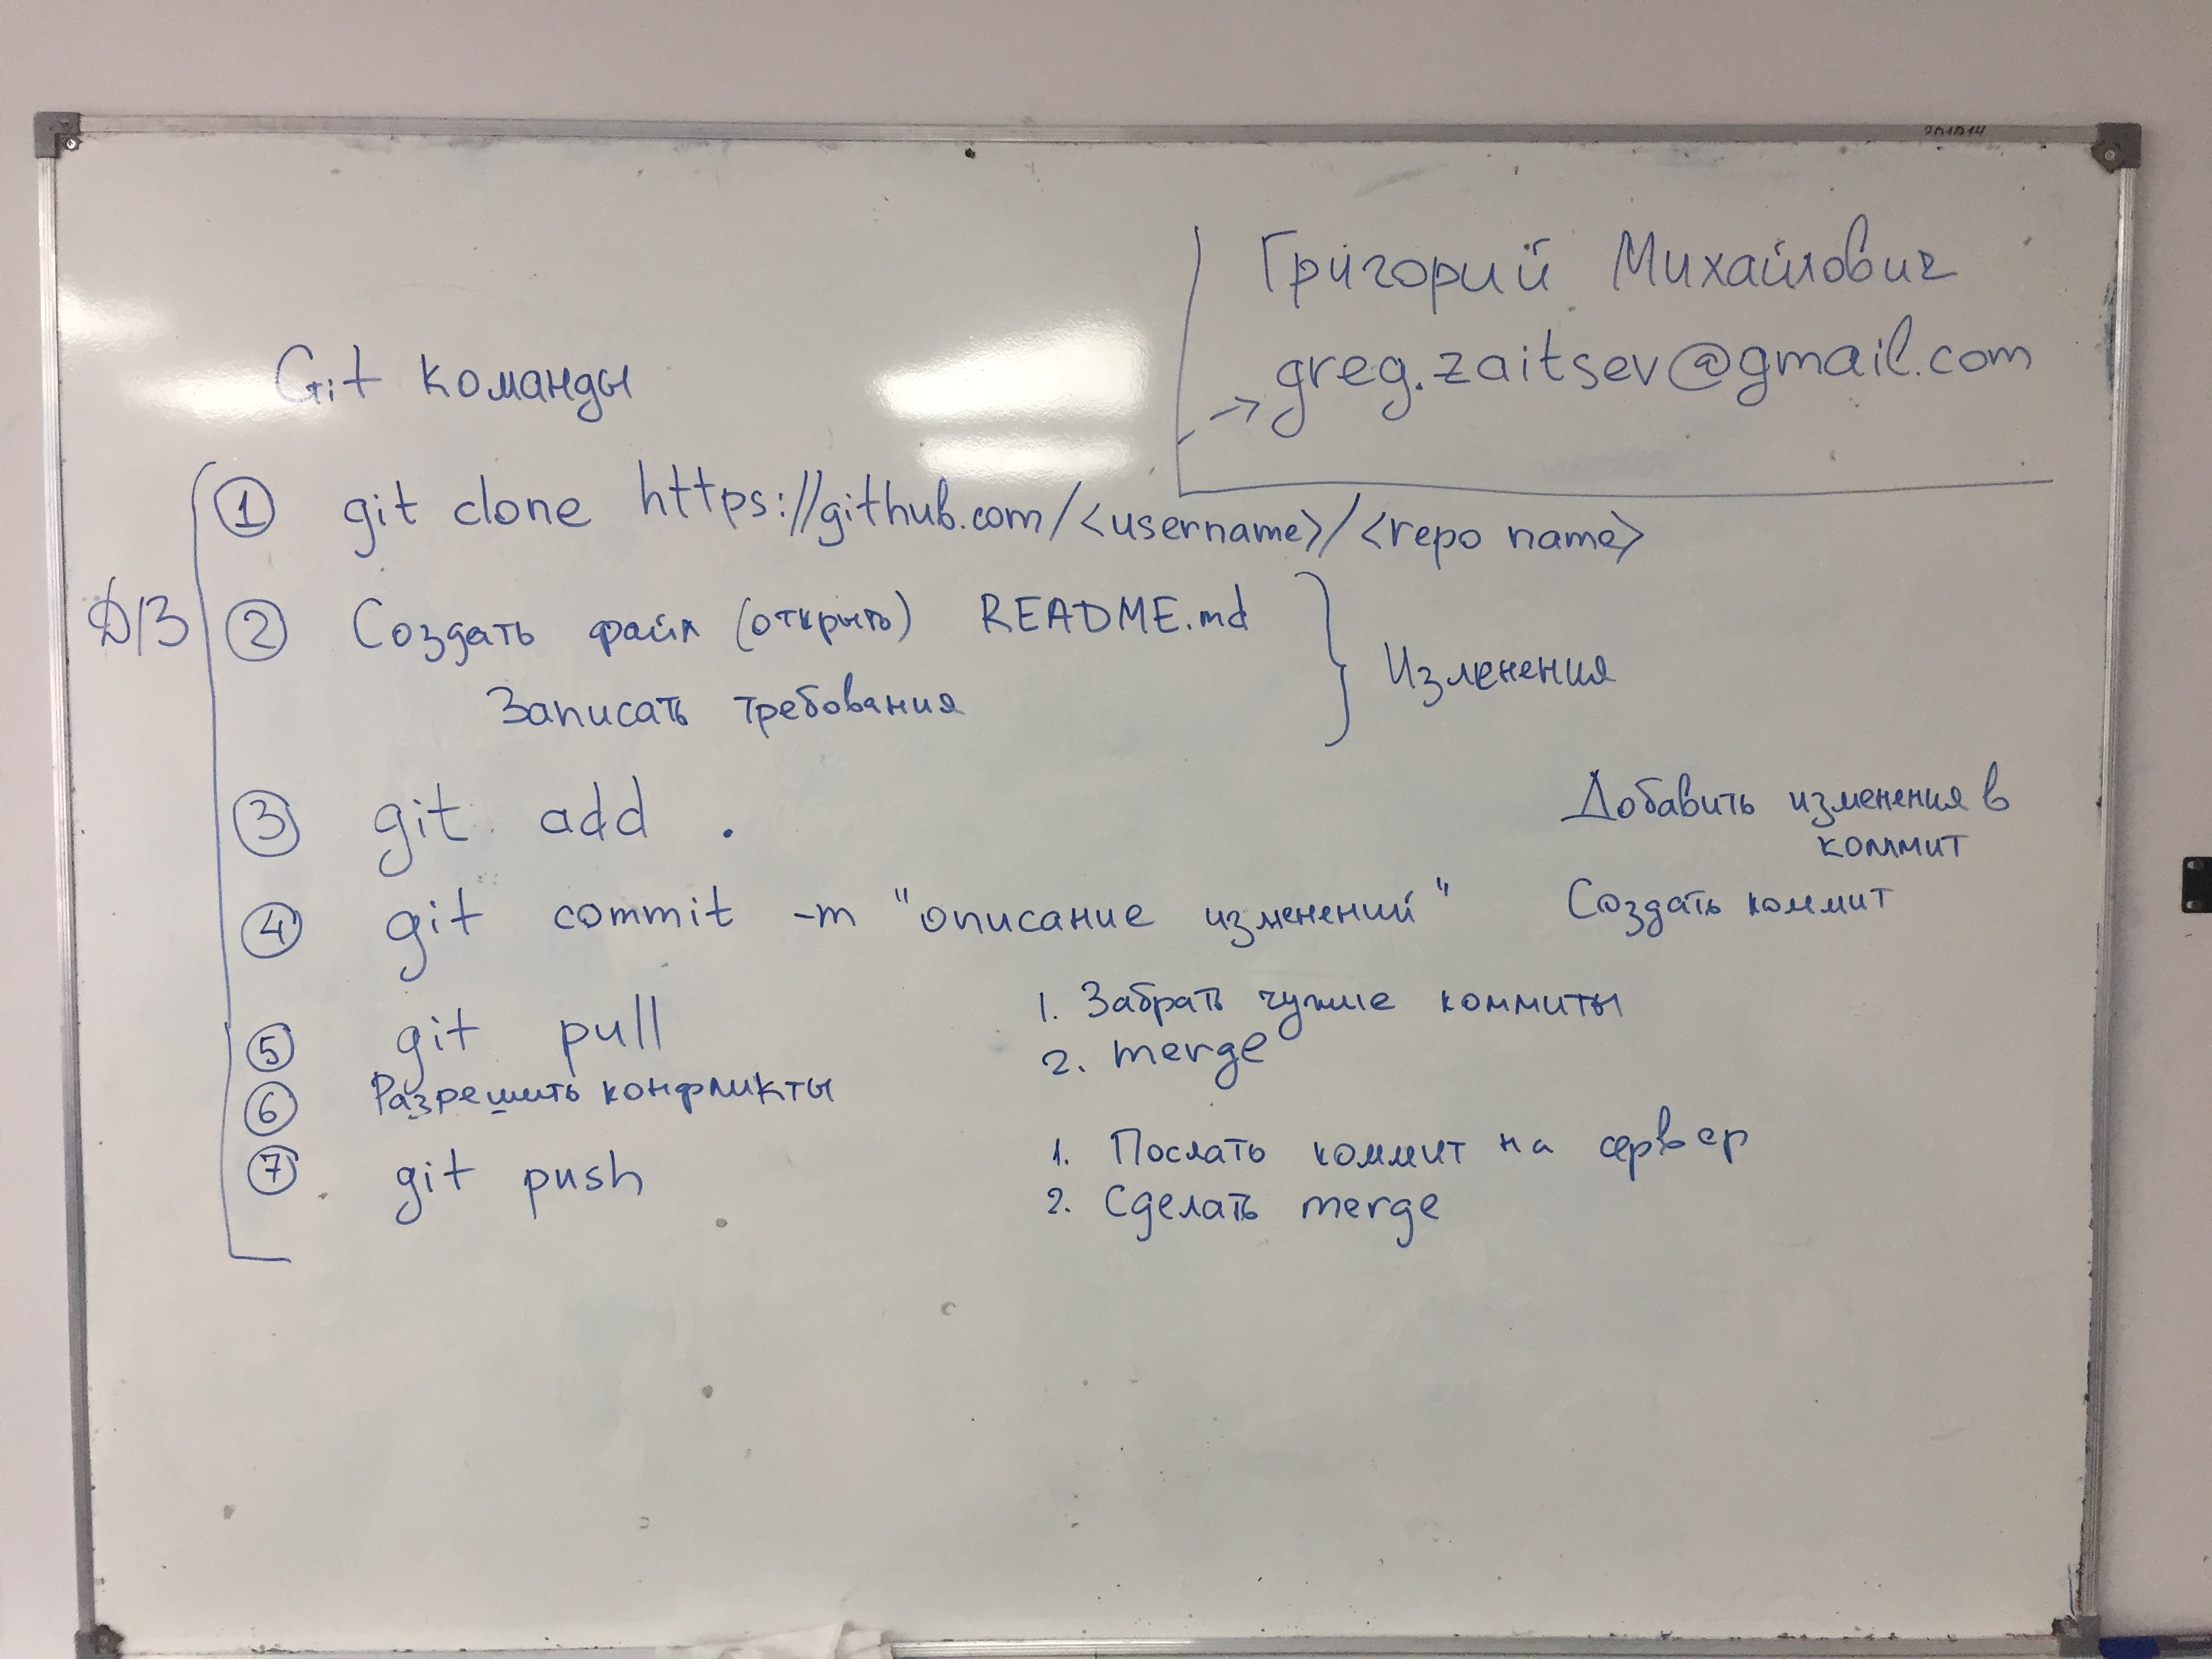 Григорий Михайлович
→ greg.zaitsev@gmail.com
Git команды
Д/З
1 git clone https://github.com/<username>/<repo name>
2 Создать файл (открыть) README.md
Записать требования
Изменения
3 git add .
Добавить изменения в
коммит
4 git commit -m "описание изменений" Создать коммит
5 git pull
1. Забрать чужие коммиты
2. merge
6 Разрешить конфликты
7 git push
1. Послать коммит на сервер
2. Сделать merge